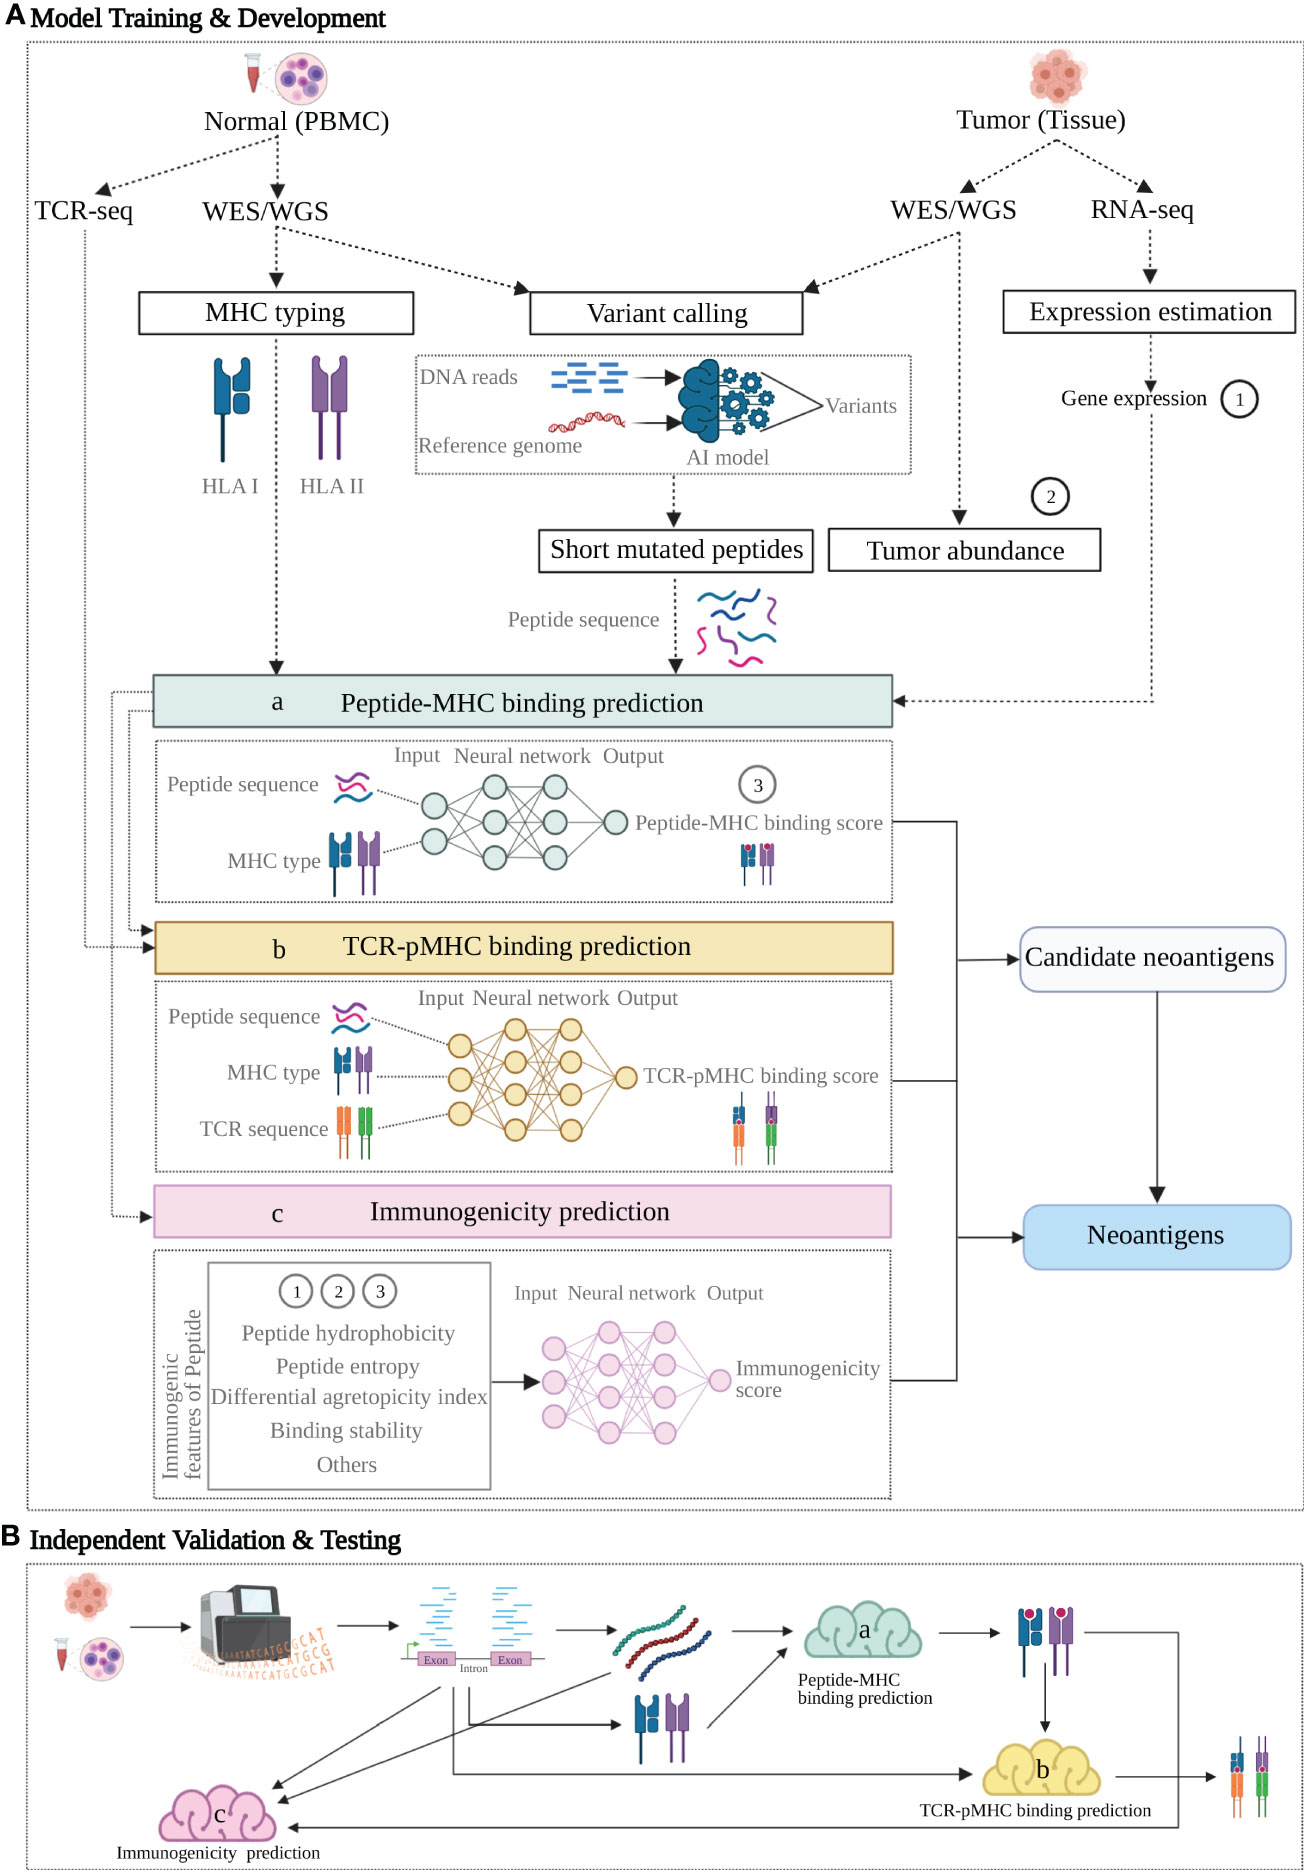 A Model Training & Development
Normal (PBMC)
Tumor (Tissue)
TCR-seq
WES/WGS
WES/WGS
RNA-seq
MHC typing
Variant calling
Expression estimation
DNA reads
Reference genome
AI model
Variants
Gene expression
1
HLA I
HLA II
2
Short mutated peptides
Tumor abundance
Peptide sequence
a
Peptide-MHC binding prediction
Input Neural network Output
Peptide sequence
MHC type
3
Peptide-MHC binding score
b
TCR-pMHC binding prediction
Candidate neoantigens
Input Neural network Output
Peptide sequence
MHC type
TCR sequence
TCR-pMHC binding score
c
Immunogenicity prediction
Neoantigens
Immunogenic
features of Peptide
1 2 3
Peptide hydrophobicity
Peptide entropy
Differential agretopicity index
Binding stability
Others
Input Neural network Output
Immunogenicity
score
B Independent Validation & Testing
Exon
Intron
Exon
a
Peptide-MHC
binding prediction
b
TCR-pMHC binding prediction
c
Immunogenicity prediction